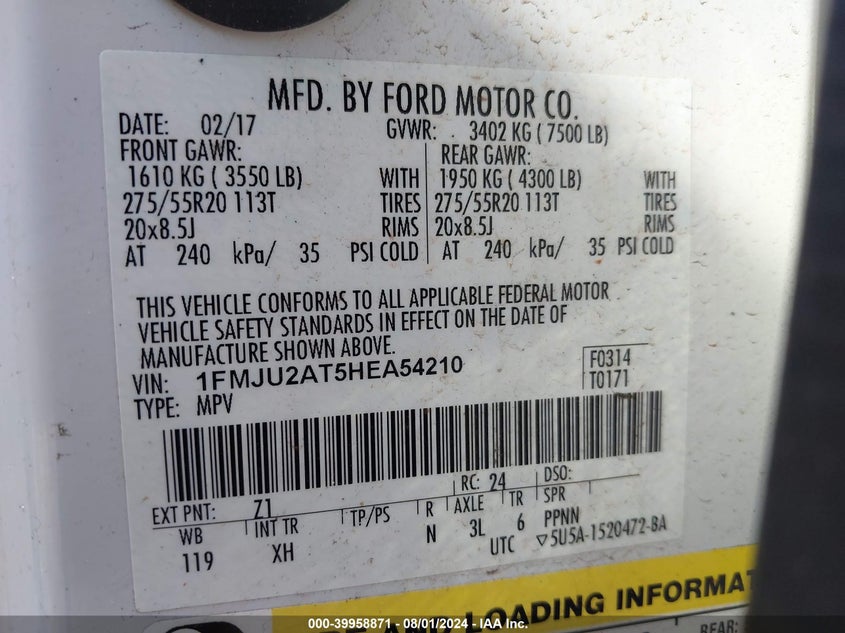 MFD. BY FORD MOTOR CO.
DATE: 02/17 GVWR: 3402 KG ( 7500 LB)
FRONT GAWR: REAR GAWR:
1610 KG ( 3550 LB) WITH 1950 KG ( 4300 LB) WITH
275/55R20 113T TIRES 275/55R20 113T TIRES
20x8.5J RIMS 20x8.5J RIMS
AT 240 kPa/ 35 PSI COLD AT 240 kPa/ 35 PSI COLD
THIS VEHICLE CONFORMS TO ALL APPLICABLE FEDERAL MOTOR
VEHICLE SAFETY STANDARDS IN EFFECT ON THE DATE OF
MANUFACTURE SHOWN ABOVE.
VIN: 1FMJU2AT5HEA54210 F0314
TYPE: MPV T0171
EXT PNT: Z1 RC: 24 DSO:
WB INT TR TP/PS R AXLE TR SPR
119 XH N 3L 6 PPNN
UTC ▽5U5A-1520472-BA
AND LOADING INFORMAT
REAR:
000-39958871 - 08/01/2024 - IAA Inc.